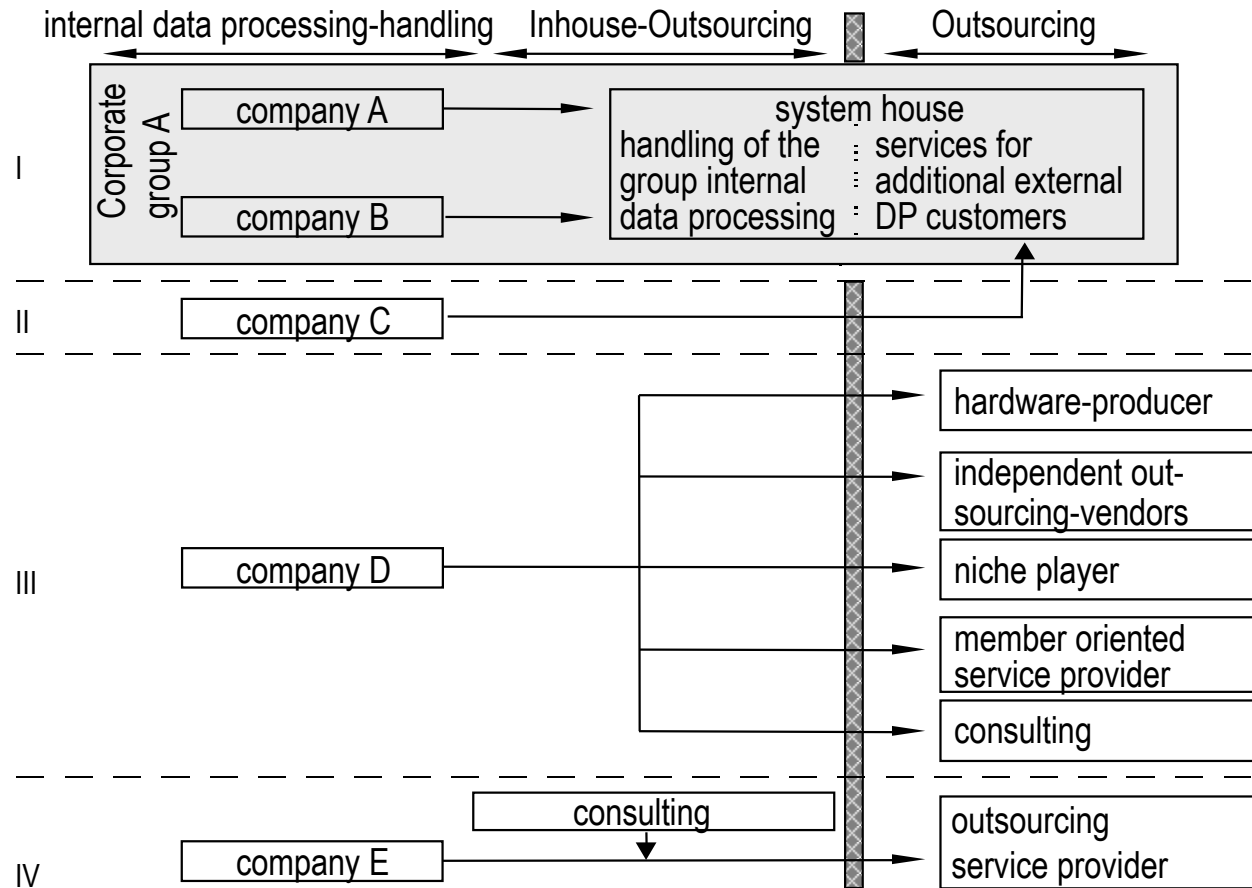 internal data processing-handling
Inhouse-Outsourcing
Outsourcing
I
Corporate
group A
company A
company B
system house
handling of the
group internal
data processing
services for
additional external
DP customers
II
company C
III
company D
hardware-producer
independent out-
sourcing-vendors
niche player
member oriented
service provider
consulting
IV
consulting
company E
outsourcing
service provider